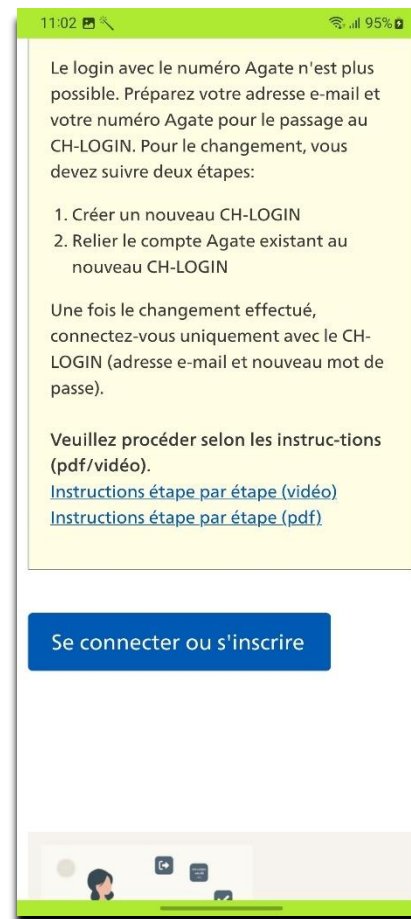 11:02
95%
Le login avec le numéro Agate n'est plus
possible. Préparez votre adresse e-mail et
votre numéro Agate pour le passage au
CH-LOGIN. Pour le changement, vous
devez suivre deux étapes:
1. Créer un nouveau CH-LOGIN
2. Relier le compte Agate existant au
nouveau CH-LOGIN
Une fois le changement effectué,
connectez-vous uniquement avec le CH-
LOGIN (adresse e-mail et nouveau mot de
passe).
Veuillez procéder selon les instruc-tions
(pdf/vidéo).
Instructions étape par étape (vidéo)
Instructions étape par étape (pdf)
Se connecter ou s'inscrire